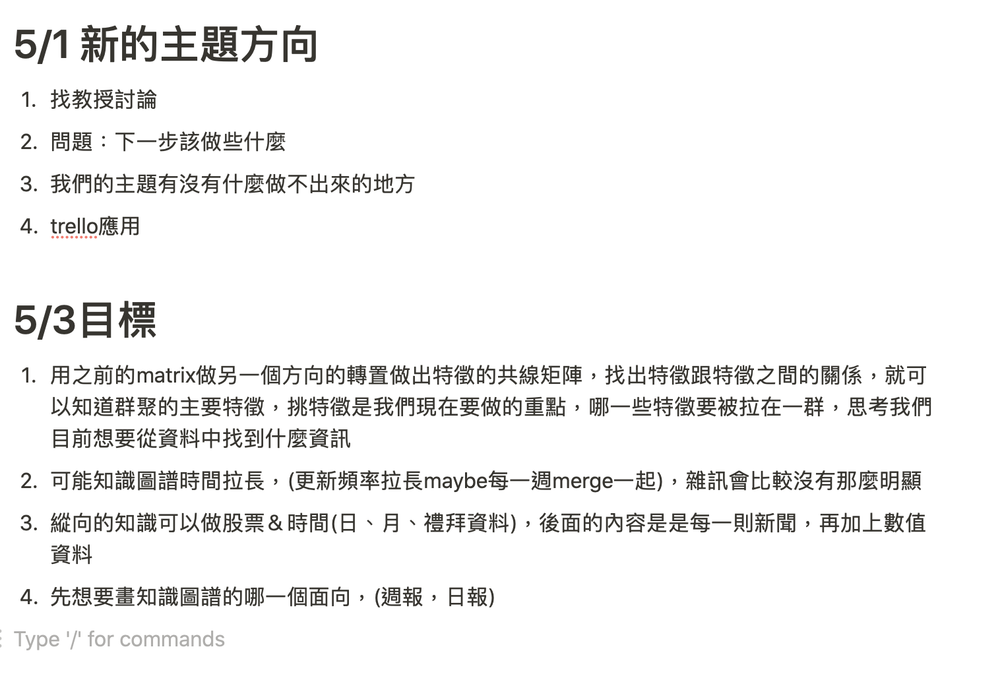 5/1 新的主題方向
1. 找教授討論
2. 問題：下一步該做些什麼
3. 我們的主題有沒有什麼做不出來的地方
4. trello應用
5/3目標
1. 用之前的matrix做另一個方向的轉置做出特徵的共線矩陣，找出特徵跟特徵之間的關係，就可
以知道群聚的主要特徵，挑特徵是我們現在要做的重點，哪一些特徵要被拉在一群，思考我們
目前想要從資料中找到什麼資訊
2. 可能知識圖譜時間拉長，(更新頻率拉長maybe每一週merge一起)，雜訊會比較沒有那麼明顯
3. 縱向的知識可以做股票＆時間(日、月、禮拜資料)，後面的內容是是每一則新聞，再加上數值
資料
4. 先想要畫知識圖譜的哪一個面向，(週報，日報)
Type '/' for commands